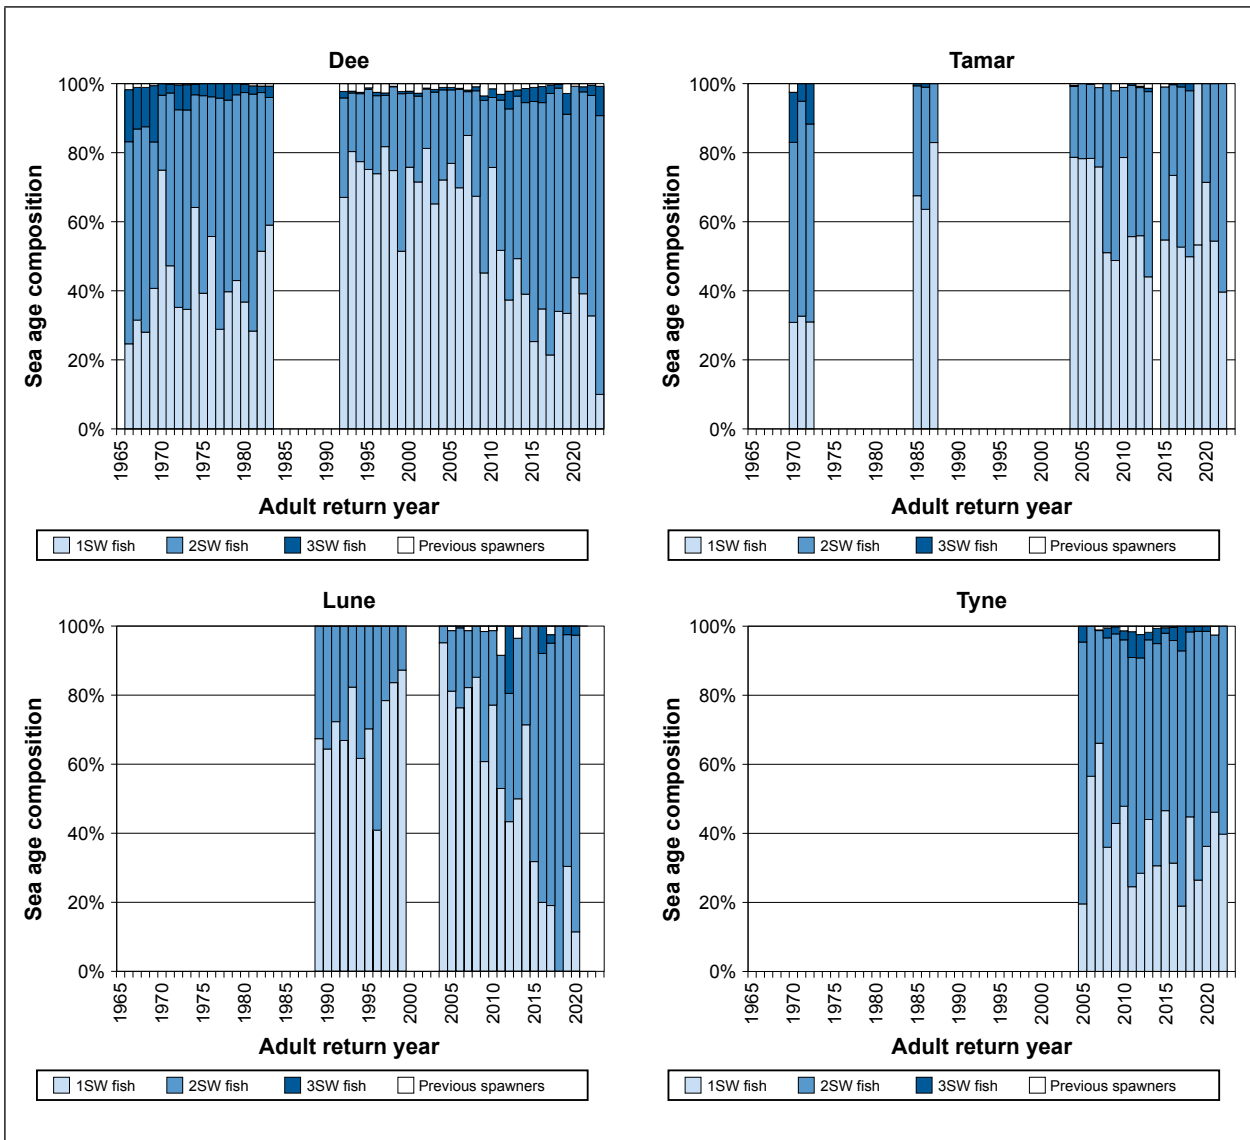 Dee
100%
80%
60%
40%
20%
0%
Sea age composition
1965 1970 1975 1980 1985 1990 1995 2000 2005 2010 2015 2020
Adult return year
1SW fish 2SW fish 3SW fish Previous spawners
Tamar
100%
80%
60%
40%
20%
0%
Sea age composition
1965 1970 1975 1980 1985 1990 1995 2000 2005 2010 2015 2020
Adult return year
1SW fish 2SW fish 3SW fish Previous spawners
Lune
100%
80%
60%
40%
20%
0%
Sea age composition
1965 1970 1975 1980 1985 1990 1995 2000 2005 2010 2015 2020
Adult return year
1SW fish 2SW fish 3SW fish Previous spawners
Tyne
100%
80%
60%
40%
20%
0%
Sea age composition
1965 1970 1975 1980 1985 1990 1995 2000 2005 2010 2015 2020
Adult return year
1SW fish 2SW fish 3SW fish Previous spawners